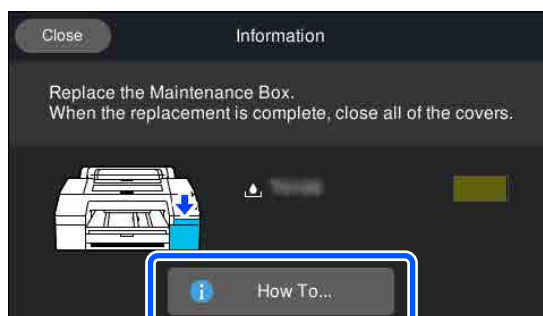 Close
Information
Replace the Maintenance Box.
When the replacement is complete, close all of the covers.
How To...